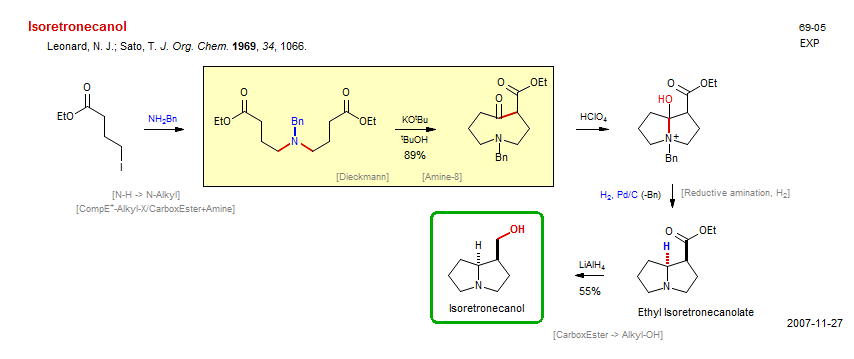 Isoretronecanol
69-05
Leonard, N. J.; Sato, T. J. Org. Chem. 1969, 34, 1066.
EXP
O
EtO
I
NH2Bn
[N-H -> N-Alkyl]
[CompE+-Alkyl-X/CarboxEster+Amine]
O
EtO
Bn
N
O
OEt
[Dieckmann]
KOtBu
tBuOH
89%
[Amine-8]
O
OEt
O
N
Bn
HClO4
O
OEt
HO
N+
Bn
H2, Pd/C (-Bn)
[Reductive amination, H2]
O
OEt
H
N
Ethyl Isoretronecanolate
LiAlH4
55%
OH
H
N
Isoretronecanol
2007-11-27
[CarboxEster -> Alkyl-OH]